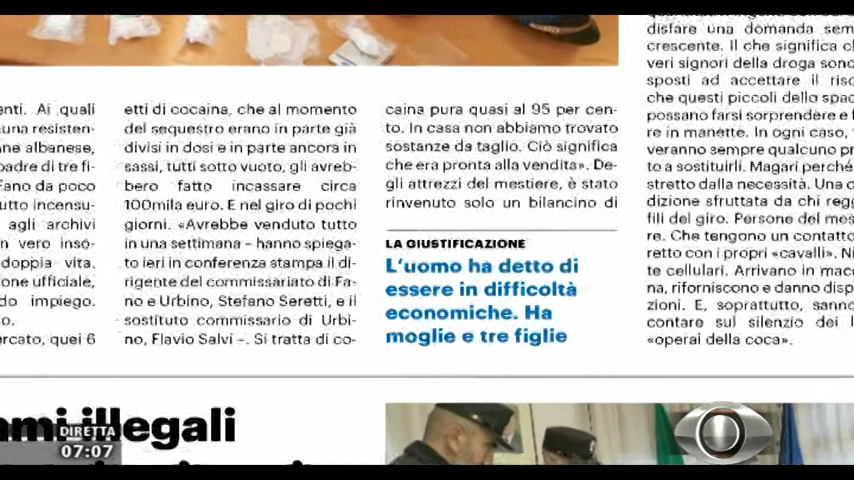 enti. Ai quali
una resisten-
ne albanese,
padre di tre fi-
Fano da poco
utto incensu-
agli archivi
n vero inso-
doppia vita.
one ufficiale,
do impiego.
o.
ercato, quei 6
etti di cocaina, che al momento
del sequestro erano in parte già
divisi in dosi e in parte ancora in
sassi, tutti sotto vuoto, gli avreb-
bero fatto incassare circa
100mila euro. E nel giro di pochi
giorni. «Avrebbe venduto tutto
in una settimana – hanno spiega-
to ieri in conferenza stampa il di-
rigente del commissariato di Fa-
no e Urbino, Stefano Seretti, e il
sostituto commissario di Urbi-
no, Flavio Salvi –. Si tratta di co-
caina pura quasi al 95 per cen-
to. In casa non abbiamo trovato
sostanze da taglio. Ciò significa
che era pronta alla vendita». De-
gli attrezzi del mestiere, è stato
rinvenuto solo un bilancino di
LA GIUSTIFICAZIONE
L'uomo ha detto di
essere in difficoltà
economiche. Ha
moglie e tre figlie
disfare una domanda sem
crescente. Il che significa c
veri signori della droga sono
sposti ad accettare il risc
che questi piccoli dello spac
possano farsi sorprendere e f
re in manette. In ogni caso,
veranno sempre qualcuno pr
to a sostituirli. Magari perché
stretto dalla necessità. Una c
dizione sfruttata da chi regg
fili del giro. Persone del mes
re. Che tengono un contatto
retto con i propri «cavalli». Ni
te cellulari. Arrivano in macc
na, riforniscono e danno disp
zioni. E, soprattutto, sanno
contare sul silenzio dei l
«operai della coca».
ami illegali
DIRETTA
07:07